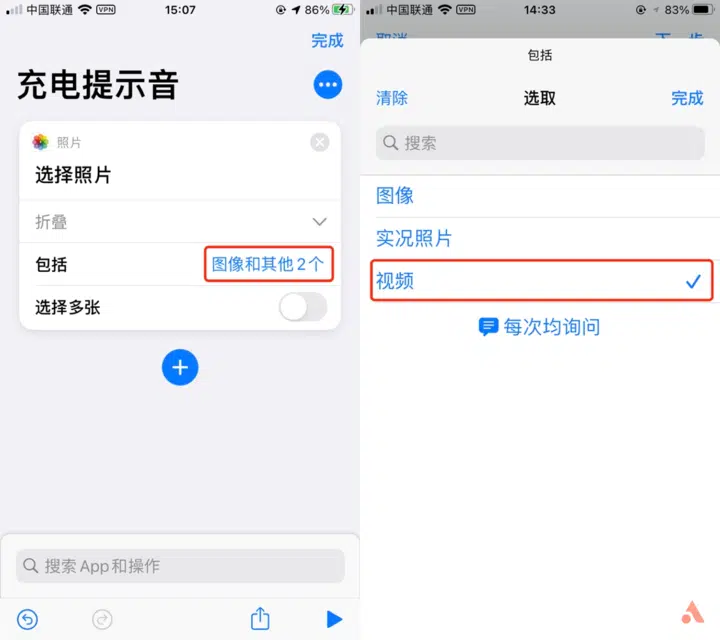 中国联通 VPN 15:07 86%
完成
充电提示音
照片
选择照片
折叠
包括 图像和其他2个
选择多张
搜索App和操作
中国联通 VPN 14:33 83%
取消 下一步
包括
清除 选取 完成
搜索
图像
实况照片
视频
每次均询问